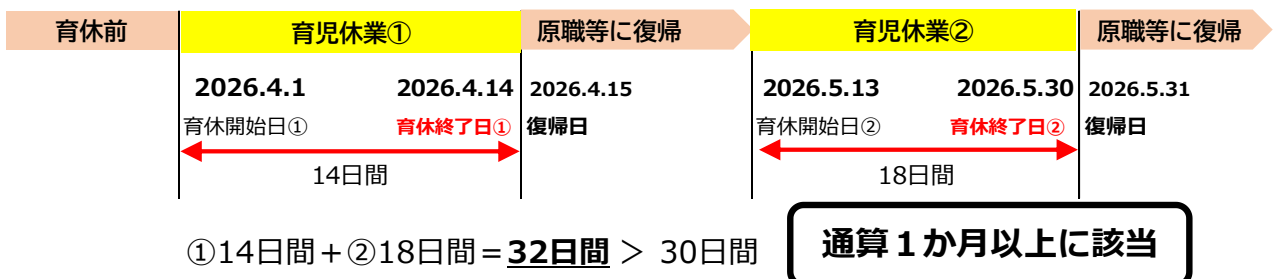 育休前 育児休業① 原職等に復帰 育児休業② 原職等に復帰
2026.4.1 2026.4.14 2026.4.15 2026.5.13 2026.5.30 2026.5.31
育休開始日① 育休終了日① 復帰日 育休開始日② 育休終了日② 復帰日
14日間 18日間
①14日間＋②18日間＝32日間 ＞ 30日間 通算１か月以上に該当